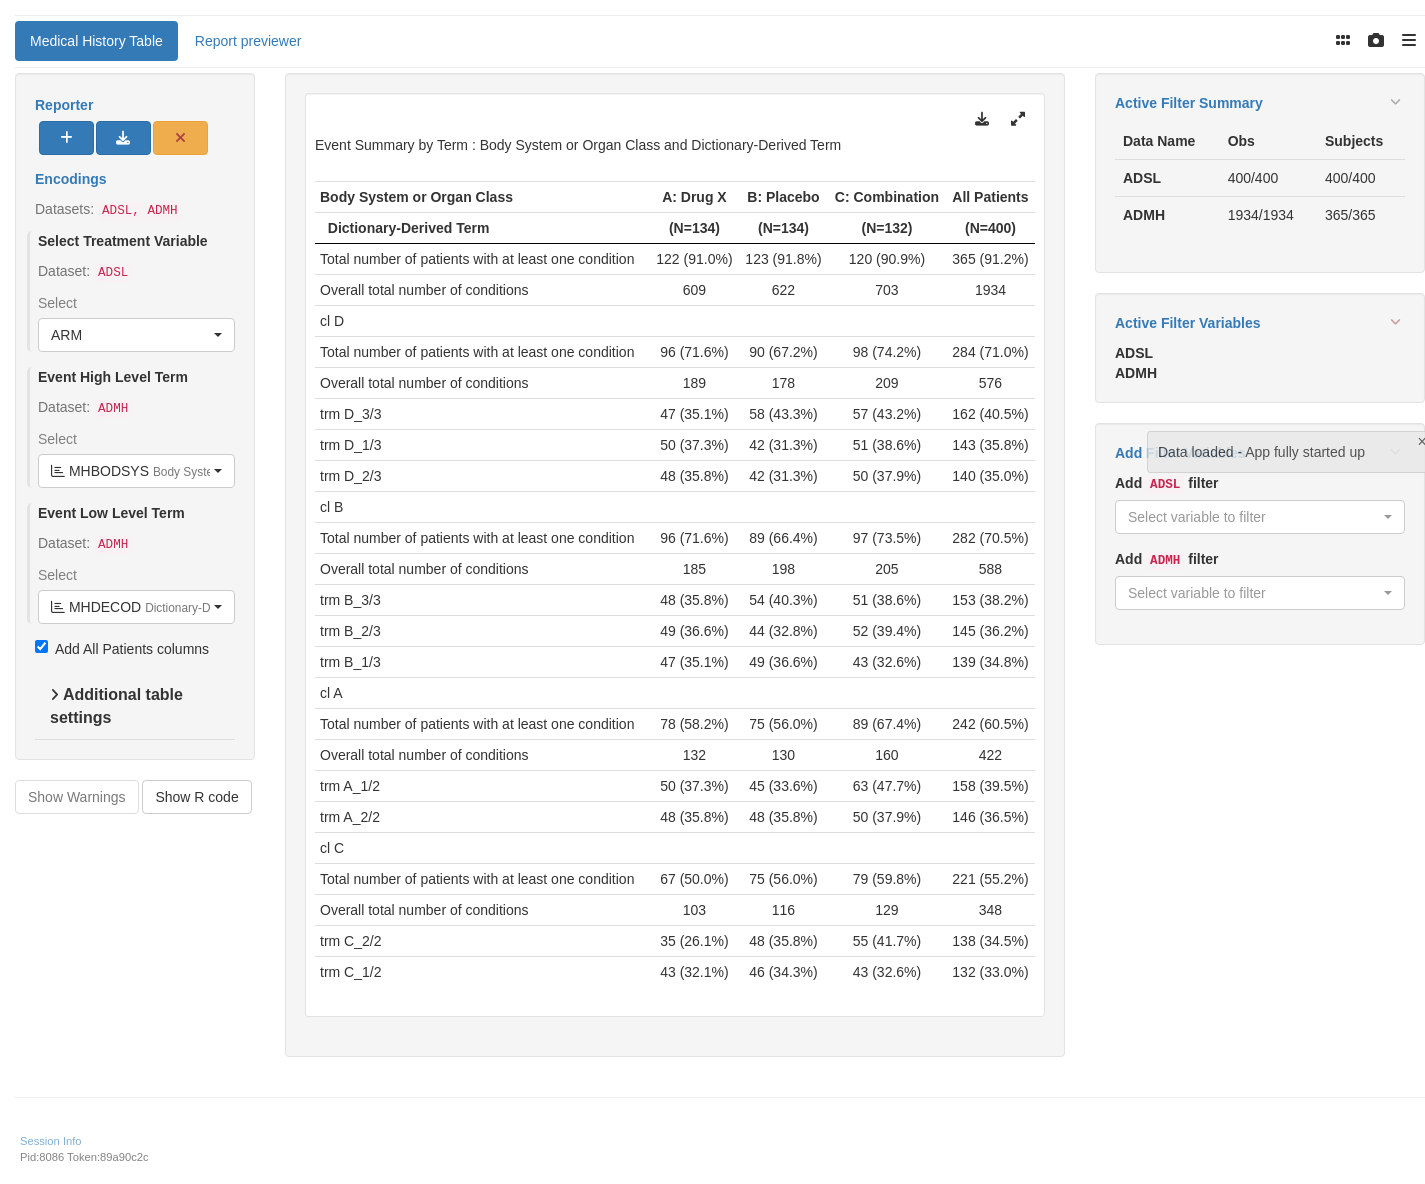 Medical History Table
Report previewer
Reporter
Encodings
Datasets: ADSL, ADMH
Select Treatment Variable
Dataset: ADSL
Select
ARM
Event High Level Term
Dataset: ADMH
Select
MHBODSYS Body Syste
Event Low Level Term
Dataset: ADMH
Select
MHDECOD Dictionary-D
Add All Patients columns
Additional table
settings
Show Warnings
Show R code
Event Summary by Term : Body System or Organ Class and Dictionary-Derived Term
Body System or Organ Class A: Drug X B: Placebo C: Combination All Patients
Dictionary-Derived Term (N=134) (N=134) (N=132) (N=400)
Total number of patients with at least one condition 122 (91.0%) 123 (91.8%) 120 (90.9%) 365 (91.2%)
Overall total number of conditions 609 622 703 1934
cl D
Total number of patients with at least one condition 96 (71.6%) 90 (67.2%) 98 (74.2%) 284 (71.0%)
Overall total number of conditions 189 178 209 576
trm D_3/3 47 (35.1%) 58 (43.3%) 57 (43.2%) 162 (40.5%)
trm D_1/3 50 (37.3%) 42 (31.3%) 51 (38.6%) 143 (35.8%)
trm D_2/3 48 (35.8%) 42 (31.3%) 50 (37.9%) 140 (35.0%)
cl B
Total number of patients with at least one condition 96 (71.6%) 89 (66.4%) 97 (73.5%) 282 (70.5%)
Overall total number of conditions 185 198 205 588
trm B_3/3 48 (35.8%) 54 (40.3%) 51 (38.6%) 153 (38.2%)
trm B_2/3 49 (36.6%) 44 (32.8%) 52 (39.4%) 145 (36.2%)
trm B_1/3 47 (35.1%) 49 (36.6%) 43 (32.6%) 139 (34.8%)
cl A
Total number of patients with at least one condition 78 (58.2%) 75 (56.0%) 89 (67.4%) 242 (60.5%)
Overall total number of conditions 132 130 160 422
trm A_1/2 50 (37.3%) 45 (33.6%) 63 (47.7%) 158 (39.5%)
trm A_2/2 48 (35.8%) 48 (35.8%) 50 (37.9%) 146 (36.5%)
cl C
Total number of patients with at least one condition 67 (50.0%) 75 (56.0%) 79 (59.8%) 221 (55.2%)
Overall total number of conditions 103 116 129 348
trm C_2/2 35 (26.1%) 48 (35.8%) 55 (41.7%) 138 (34.5%)
trm C_1/2 43 (32.1%) 46 (34.3%) 43 (32.6%) 132 (33.0%)
Active Filter Summary
Data Name Obs Subjects
ADSL 400/400 400/400
ADMH 1934/1934 365/365
Active Filter Variables
ADSL
ADMH
Add
Data loaded - App fully started up
Add ADSL filter
Select variable to filter
Add ADMH filter
Select variable to filter
Session Info
Pid:8086 Token:89a90c2c